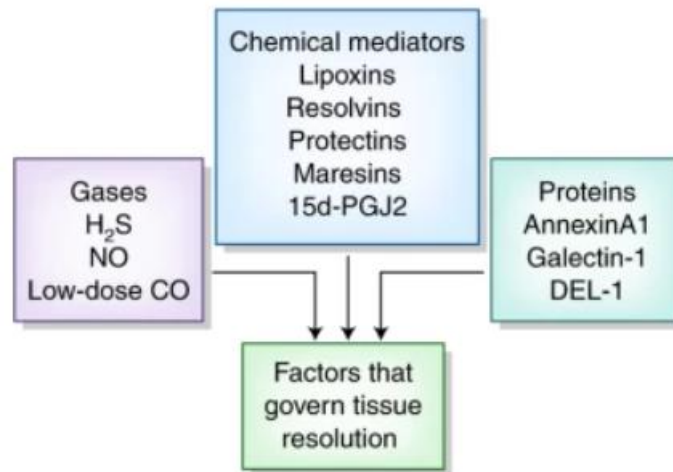 Chemical mediators
Lipoxins
Resolvins
Protectins
Maresins
15d-PGJ2
Gases
H₂S
NO
Low-dose CO
Proteins
AnnexinA1
Galectin-1
DEL-1
Factors that
govern tissue
resolution